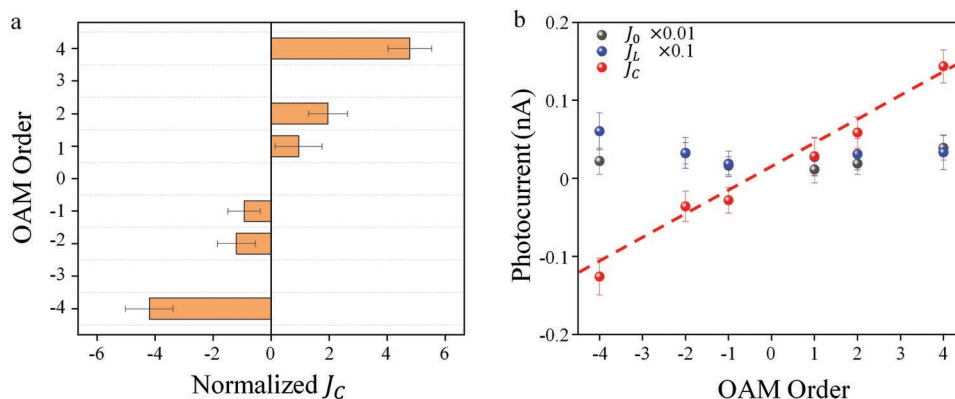 a
OAM Order
4
3
2
1
0
-1
-2
-3
-4
-6 -4 -2 0 2 4 6
Normalized J_C
b
Photocurrent (nA)
0.2
0.1
0
-0.1
-0.2
J_0 ×0.01
J_L ×0.1
J_C
-4 -3 -2 -1 0 1 2 3 4
OAM Order